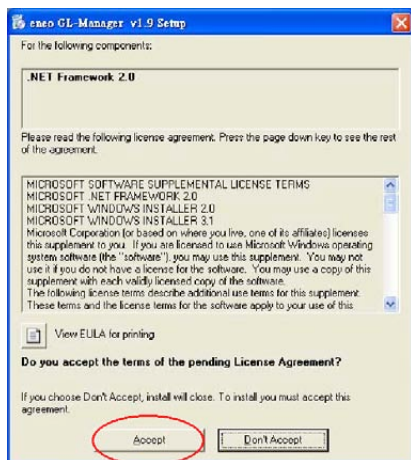 eneo GL-Manager v1.9 Setup
For the following components:
.NET Framework 2.0
Please read the following license agreement. Press the page down key to see the rest
of the agreement.
MICROSOFT SOFTWARE SUPPLEMENTAL LICENSE TERMS
MICROSOFT .NET FRAMEWORK 2.0
MICROSOFT WINDOWS INSTALLER 2.0
MICROSOFT WINDOWS INSTALLER 3.1
Microsoft Corporation (or based on where you live, one of its affiliates) licenses
this supplement to you. If you are licensed to use Microsoft Windows operating
system software (the "software"), you may use this supplement. You may not
use it if you do not have a license for the software. You may use a copy of this
supplement with each validly licensed copy of the software.
The following license terms describe additional use terms for this supplement.
These terms and the license terms for the software apply to your use of this
View EULA for printing
Do you accept the terms of the pending License Agreement?
If you choose Don't Accept, install will close. To install you must accept this
agreement.
Accept
Don't Accept